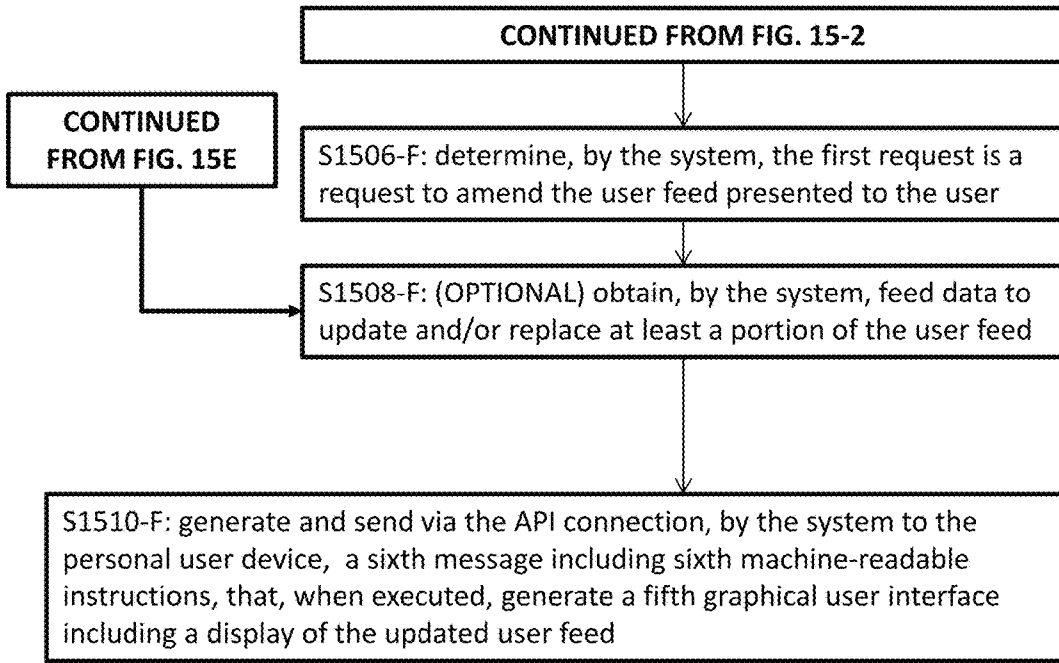 CONTINUED FROM FIG. 15-2
CONTINUED
FROM FIG. 15E
S1506-F: determine, by the system, the first request is a
request to amend the user feed presented to the user
S1508-F: (OPTIONAL) obtain, by the system, feed data to
update and/or replace at least a portion of the user feed
S1510-F: generate and send via the API connection, by the system to the
personal user device,  a sixth message including sixth machine-readable
instructions, that, when executed, generate a fifth graphical user interface
including a display of the updated user feed